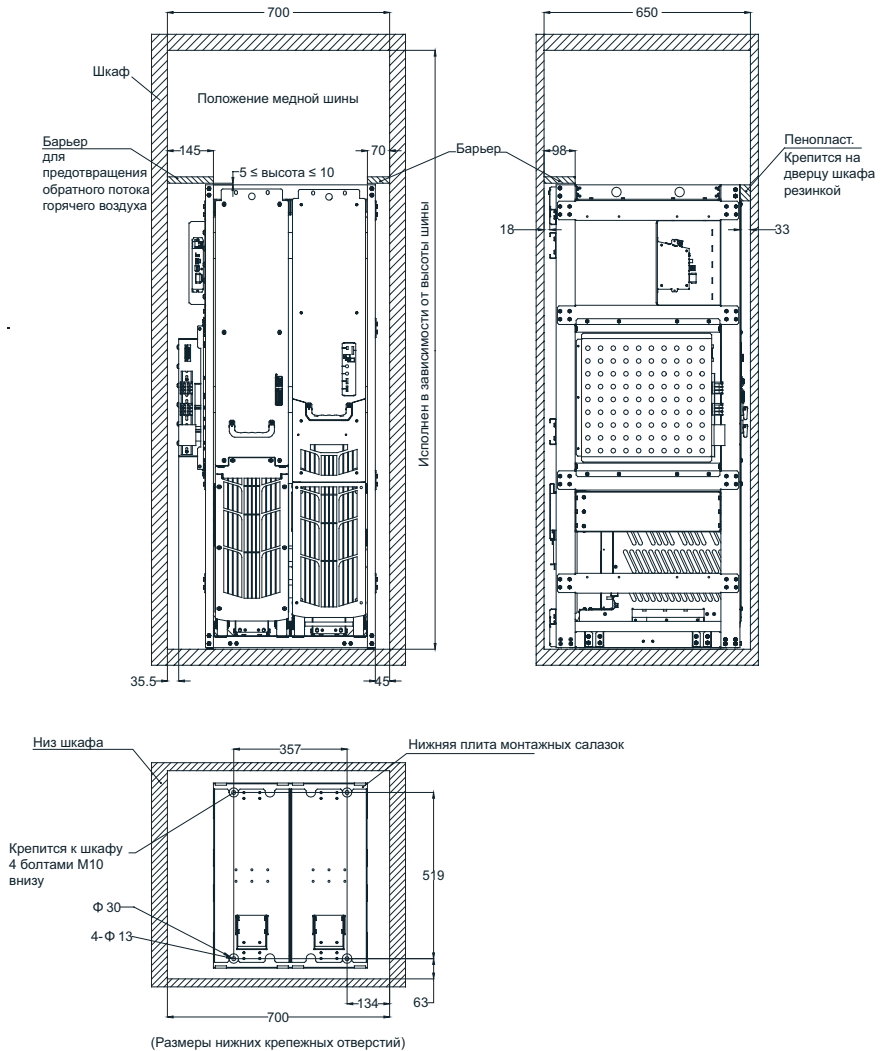 700
650
Шкаф
Положение медной шины
Барьер
для
предотвращения
обратного потока
горячего воздуха
145
70
5 ≤ высота ≤ 10
Барьер
98
Пенопласт.
Крепится на
дверцу шкафа
резинкой
18
33
Исполнен в зависимости от высоты шины
35.5
45
Низ шкафа
357
Нижняя плита монтажных салазок
Крепится к шкафу
4 болтами М10
внизу
519
Ф 30
4-Ф 13
134
63
700
(Размеры нижних крепежных отверстий)